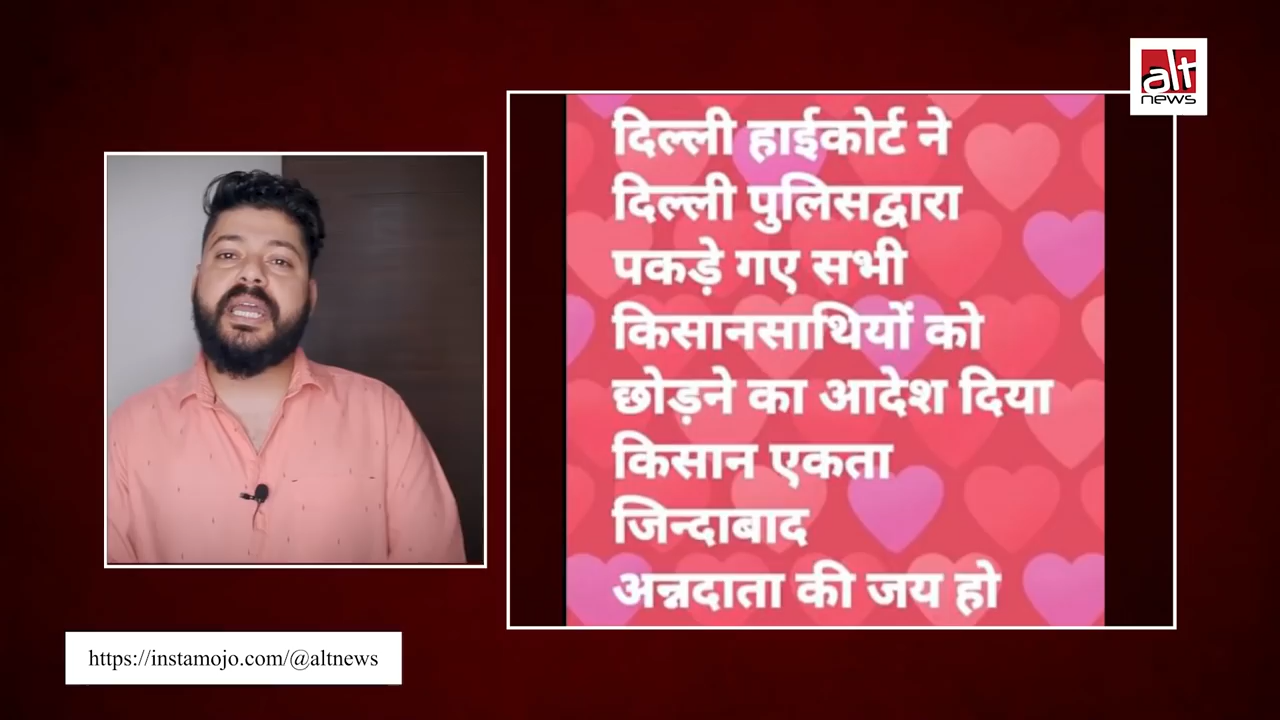 alt
news
दिल्ली हाईकोर्ट ने
दिल्ली पुलिसद्वारा
पकड़े गए सभी
किसानसाथियों को
छोड़ने का आदेश दिया
किसान एकता
जिन्दाबाद
अन्नदाता की जय हो
https://instamojo.com/@altnews